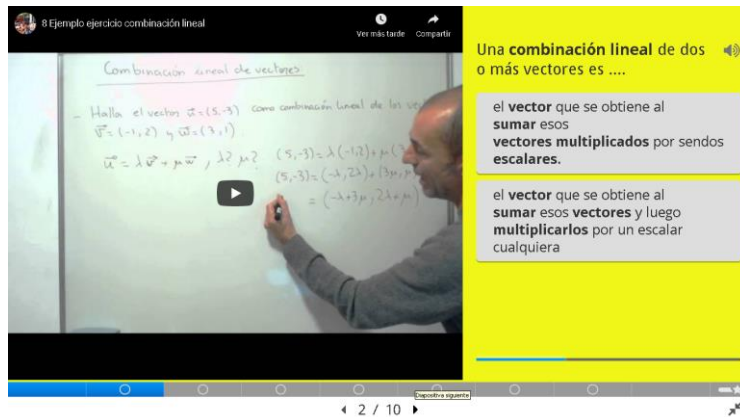 8 Ejemplo ejercicio combinación lineal
Ver más tarde
Compartir
Combinación lineal de vectores
- Halla el vector u=(5,-3) como combinación lineal de los
v=(-1,2) y w=(3,1)
u=λv+μw, λ? μ?
(5,-3)=λ(-1,2)+μ(3
(5,-3)=(-λ,2λ)+(3μ,μ
=(-λ+3μ,2λ+μ)
Una combinación lineal de dos
o más vectores es ....
el vector que se obtiene al
sumar esos
vectores multiplicados por sendos
escalares.
el vector que se obtiene al
sumar esos vectores y luego
multiplicarlos por un escalar
cualquiera
Diapositiva siguiente
2 / 10